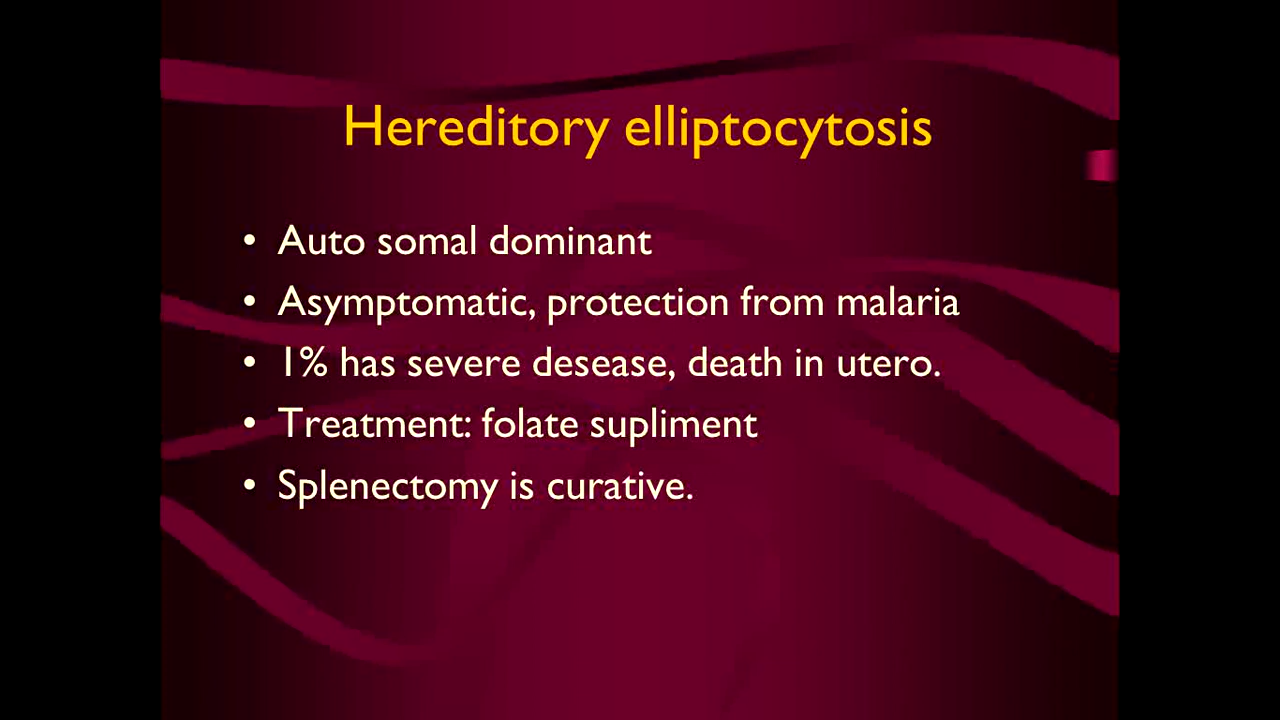 Hereditory elliptocytosis
• Auto somal dominant
• Asymptomatic, protection from malaria
• 1% has severe desease, death in utero.
• Treatment: folate supliment
• Splenectomy is curative.